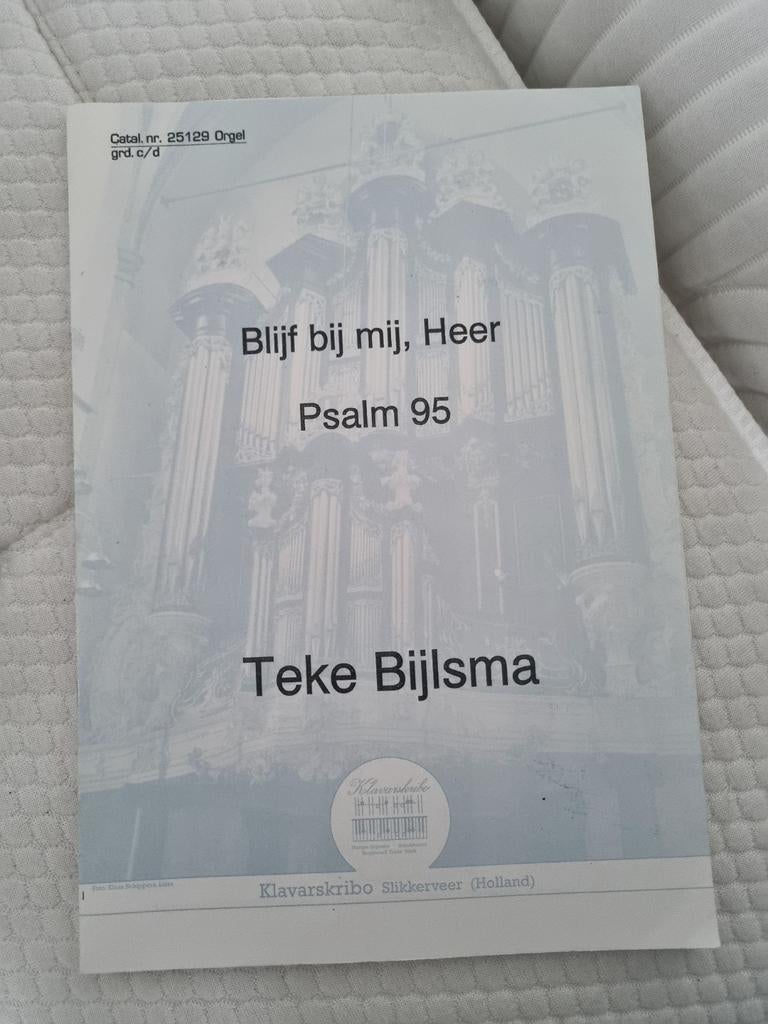 Catal. nr. 25129 Orgel
grd. c/d
Blijf bij mij, Heer
Psalm 95
Teke Bijlsma
Klavarskribo
Klavarskribo Slikkerveer (Holland)